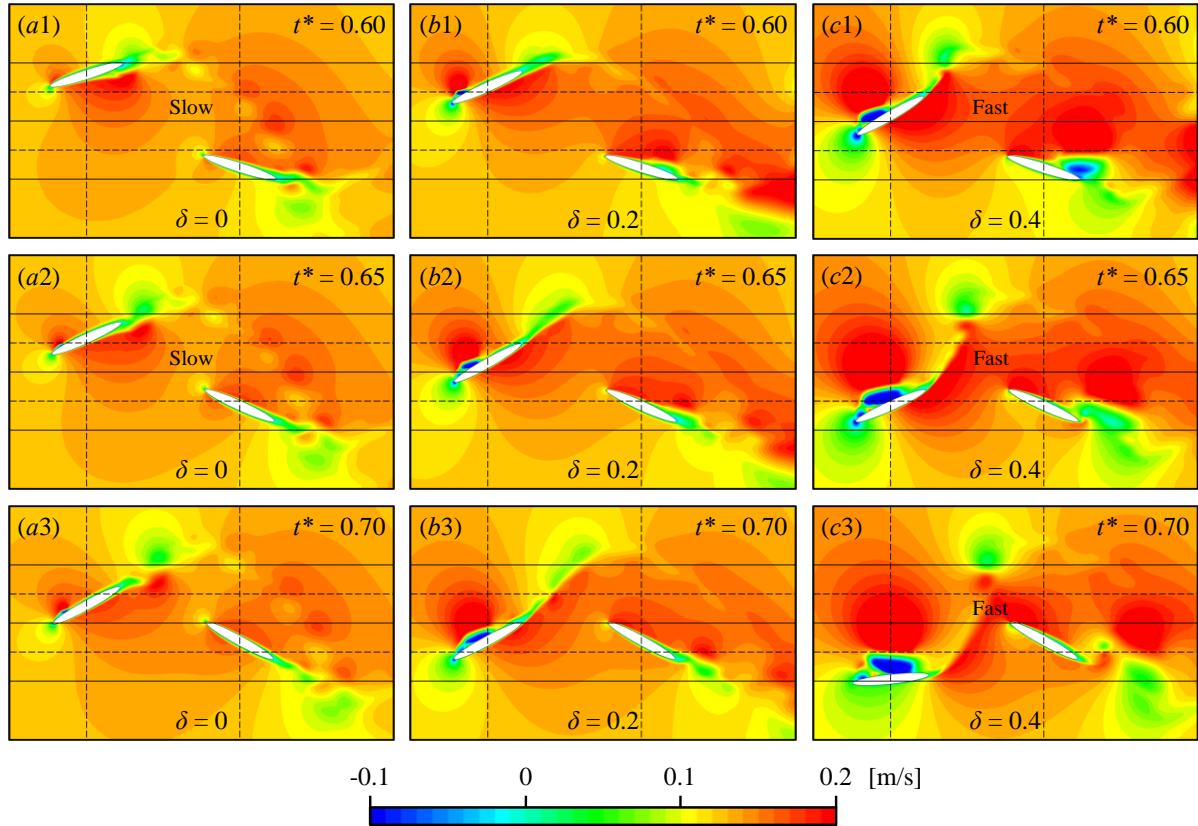 (a1) t* = 0.60
Slow
δ = 0
(b1) t* = 0.60
δ = 0.2
(c1) t* = 0.60
Fast
δ = 0.4
(a2) t* = 0.65
Slow
δ = 0
(b2) t* = 0.65
δ = 0.2
(c2) t* = 0.65
Fast
δ = 0.4
(a3) t* = 0.70
δ = 0
(b3) t* = 0.70
δ = 0.2
(c3) t* = 0.70
Fast
δ = 0.4
-0.1 0 0.1 0.2 [m/s]